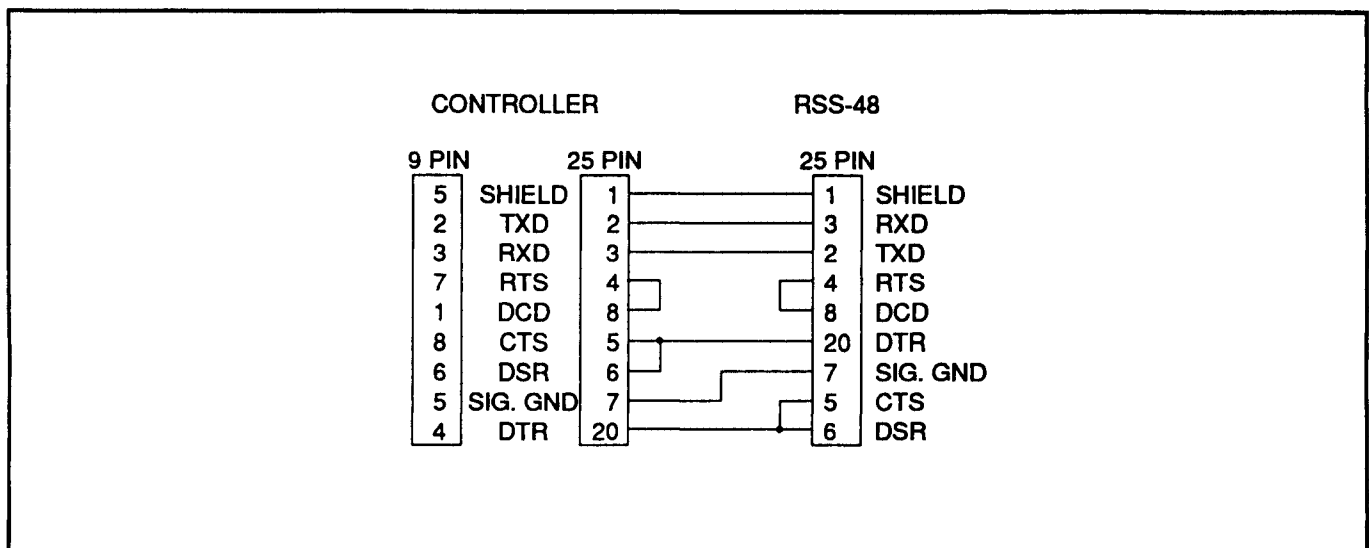 CONTROLLER RSS-48
9 PIN 25 PIN 25 PIN
5 SHIELD 1 1 SHIELD
2 TXD 2 3 RXD
3 RXD 3 2 TXD
7 RTS 4 4 RTS
1 DCD 8 8 DCD
8 CTS 5 20 DTR
6 DSR 6 7 SIG. GND
5 SIG. GND 7 5 CTS
4 DTR 20 6 DSR